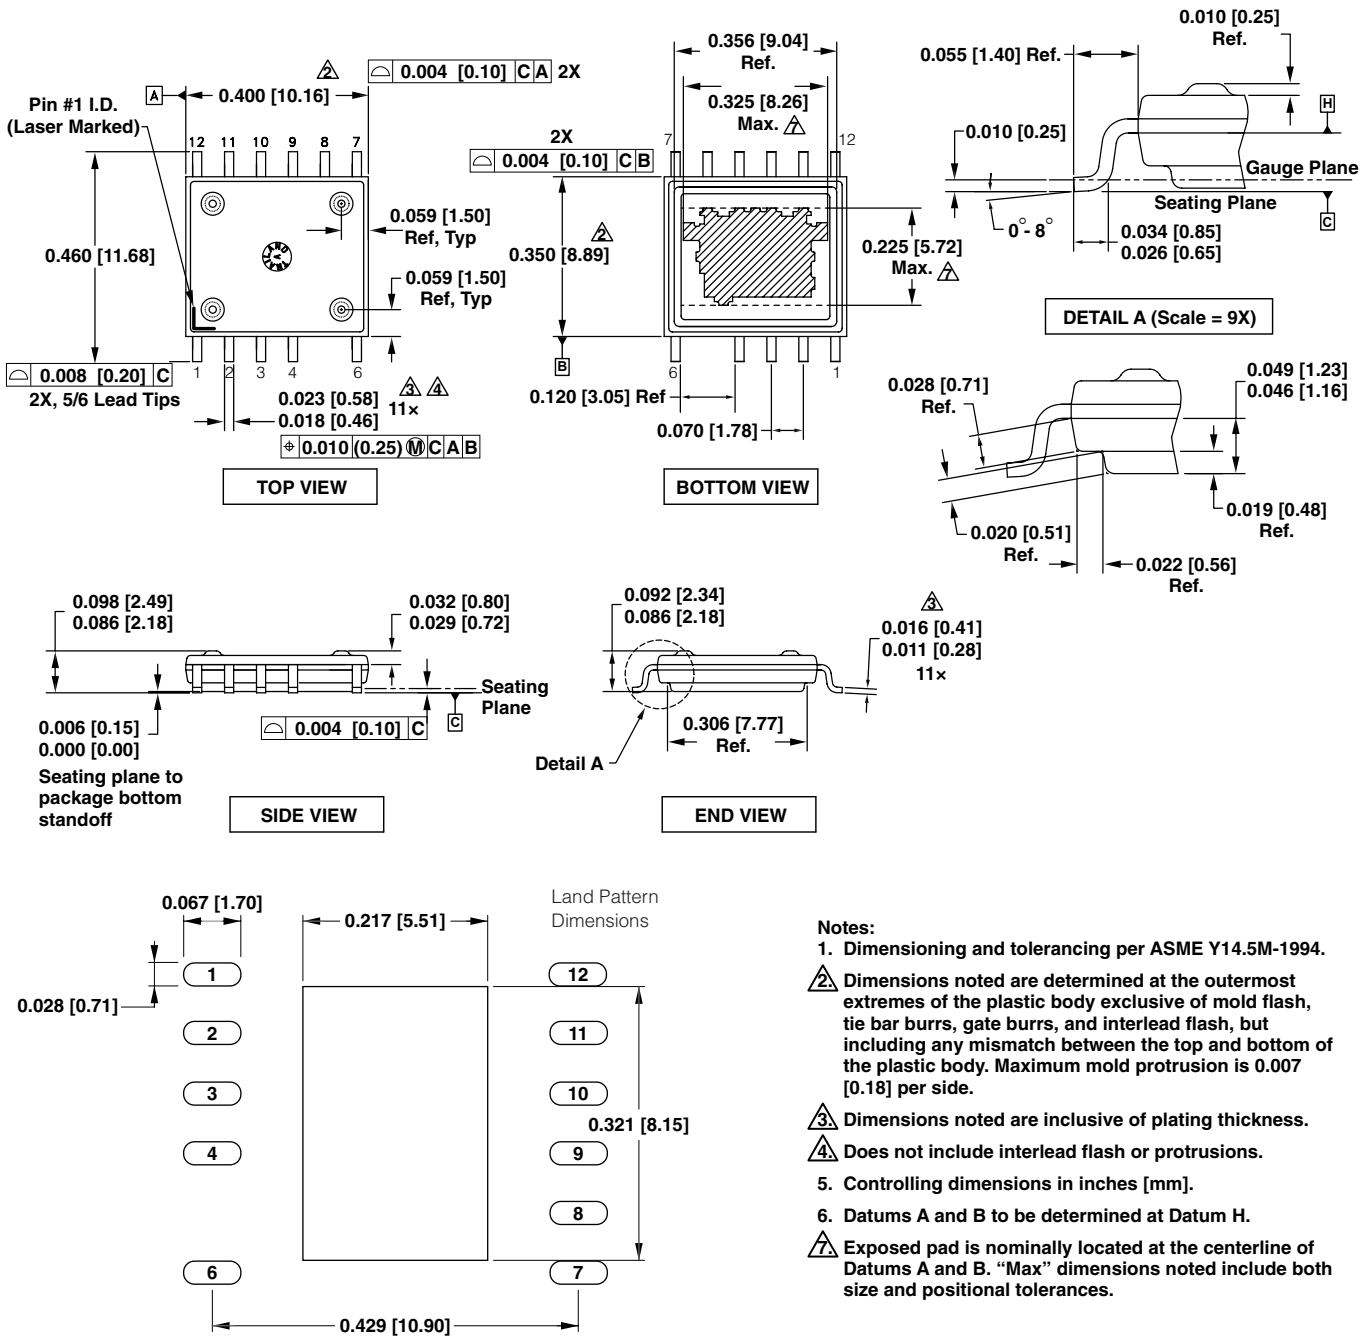 2 0.004 [0.10] C A 2X
A 0.400 [10.16]
Pin #1 I.D.
(Laser Marked)
12 11 10 9 8 7
0.460 [11.68]
0.059 [1.50]
Ref, Typ
0.059 [1.50]
Ref, Typ
1 2 3 4 6
0.008 [0.20] C
2X, 5/6 Lead Tips
0.023 [0.58]
0.018 [0.46]
3 4
11×
⌖ 0.010 (0.25) Ⓜ C A B
TOP VIEW
0.356 [9.04]
Ref.
0.325 [8.26]
Max. 7
2X
0.004 [0.10] C B
7 12
2
0.350 [8.89]
0.225 [5.72]
Max. 7
B
6 1
0.120 [3.05] Ref
0.070 [1.78]
BOTTOM VIEW
0.010 [0.25]
Ref.
0.055 [1.40] Ref.
H
0.010 [0.25]
Gauge Plane
Seating Plane
C
0°- 8°
0.034 [0.85]
0.026 [0.65]
DETAIL A (Scale = 9X)
0.049 [1.23]
0.046 [1.16]
0.028 [0.71]
Ref.
0.019 [0.48]
Ref.
0.020 [0.51]
Ref.
0.022 [0.56]
Ref.
0.098 [2.49]
0.086 [2.18]
0.032 [0.80]
0.029 [0.72]
Seating
Plane
C
0.004 [0.10] C
0.006 [0.15]
0.000 [0.00]
Seating plane to
package bottom
standoff
SIDE VIEW
0.092 [2.34]
0.086 [2.18]
3
0.016 [0.41]
0.011 [0.28]
11×
0.306 [7.77]
Ref.
Detail A
END VIEW
0.067 [1.70]
0.217 [5.51]
Land Pattern
Dimensions
1 12
0.028 [0.71]
2 11
3 10
0.321 [8.15]
4 9
8
6 7
0.429 [10.90]
Notes:
1. Dimensioning and tolerancing per ASME Y14.5M-1994.
2. Dimensions noted are determined at the outermost
extremes of the plastic body exclusive of mold flash,
tie bar burrs, gate burrs, and interlead flash, but
including any mismatch between the top and bottom of
the plastic body. Maximum mold protrusion is 0.007
[0.18] per side.
3. Dimensions noted are inclusive of plating thickness.
4. Does not include interlead flash or protrusions.
5. Controlling dimensions in inches [mm].
6. Datums A and B to be determined at Datum H.
7. Exposed pad is nominally located at the centerline of
Datums A and B. “Max” dimensions noted include both
size and positional tolerances.